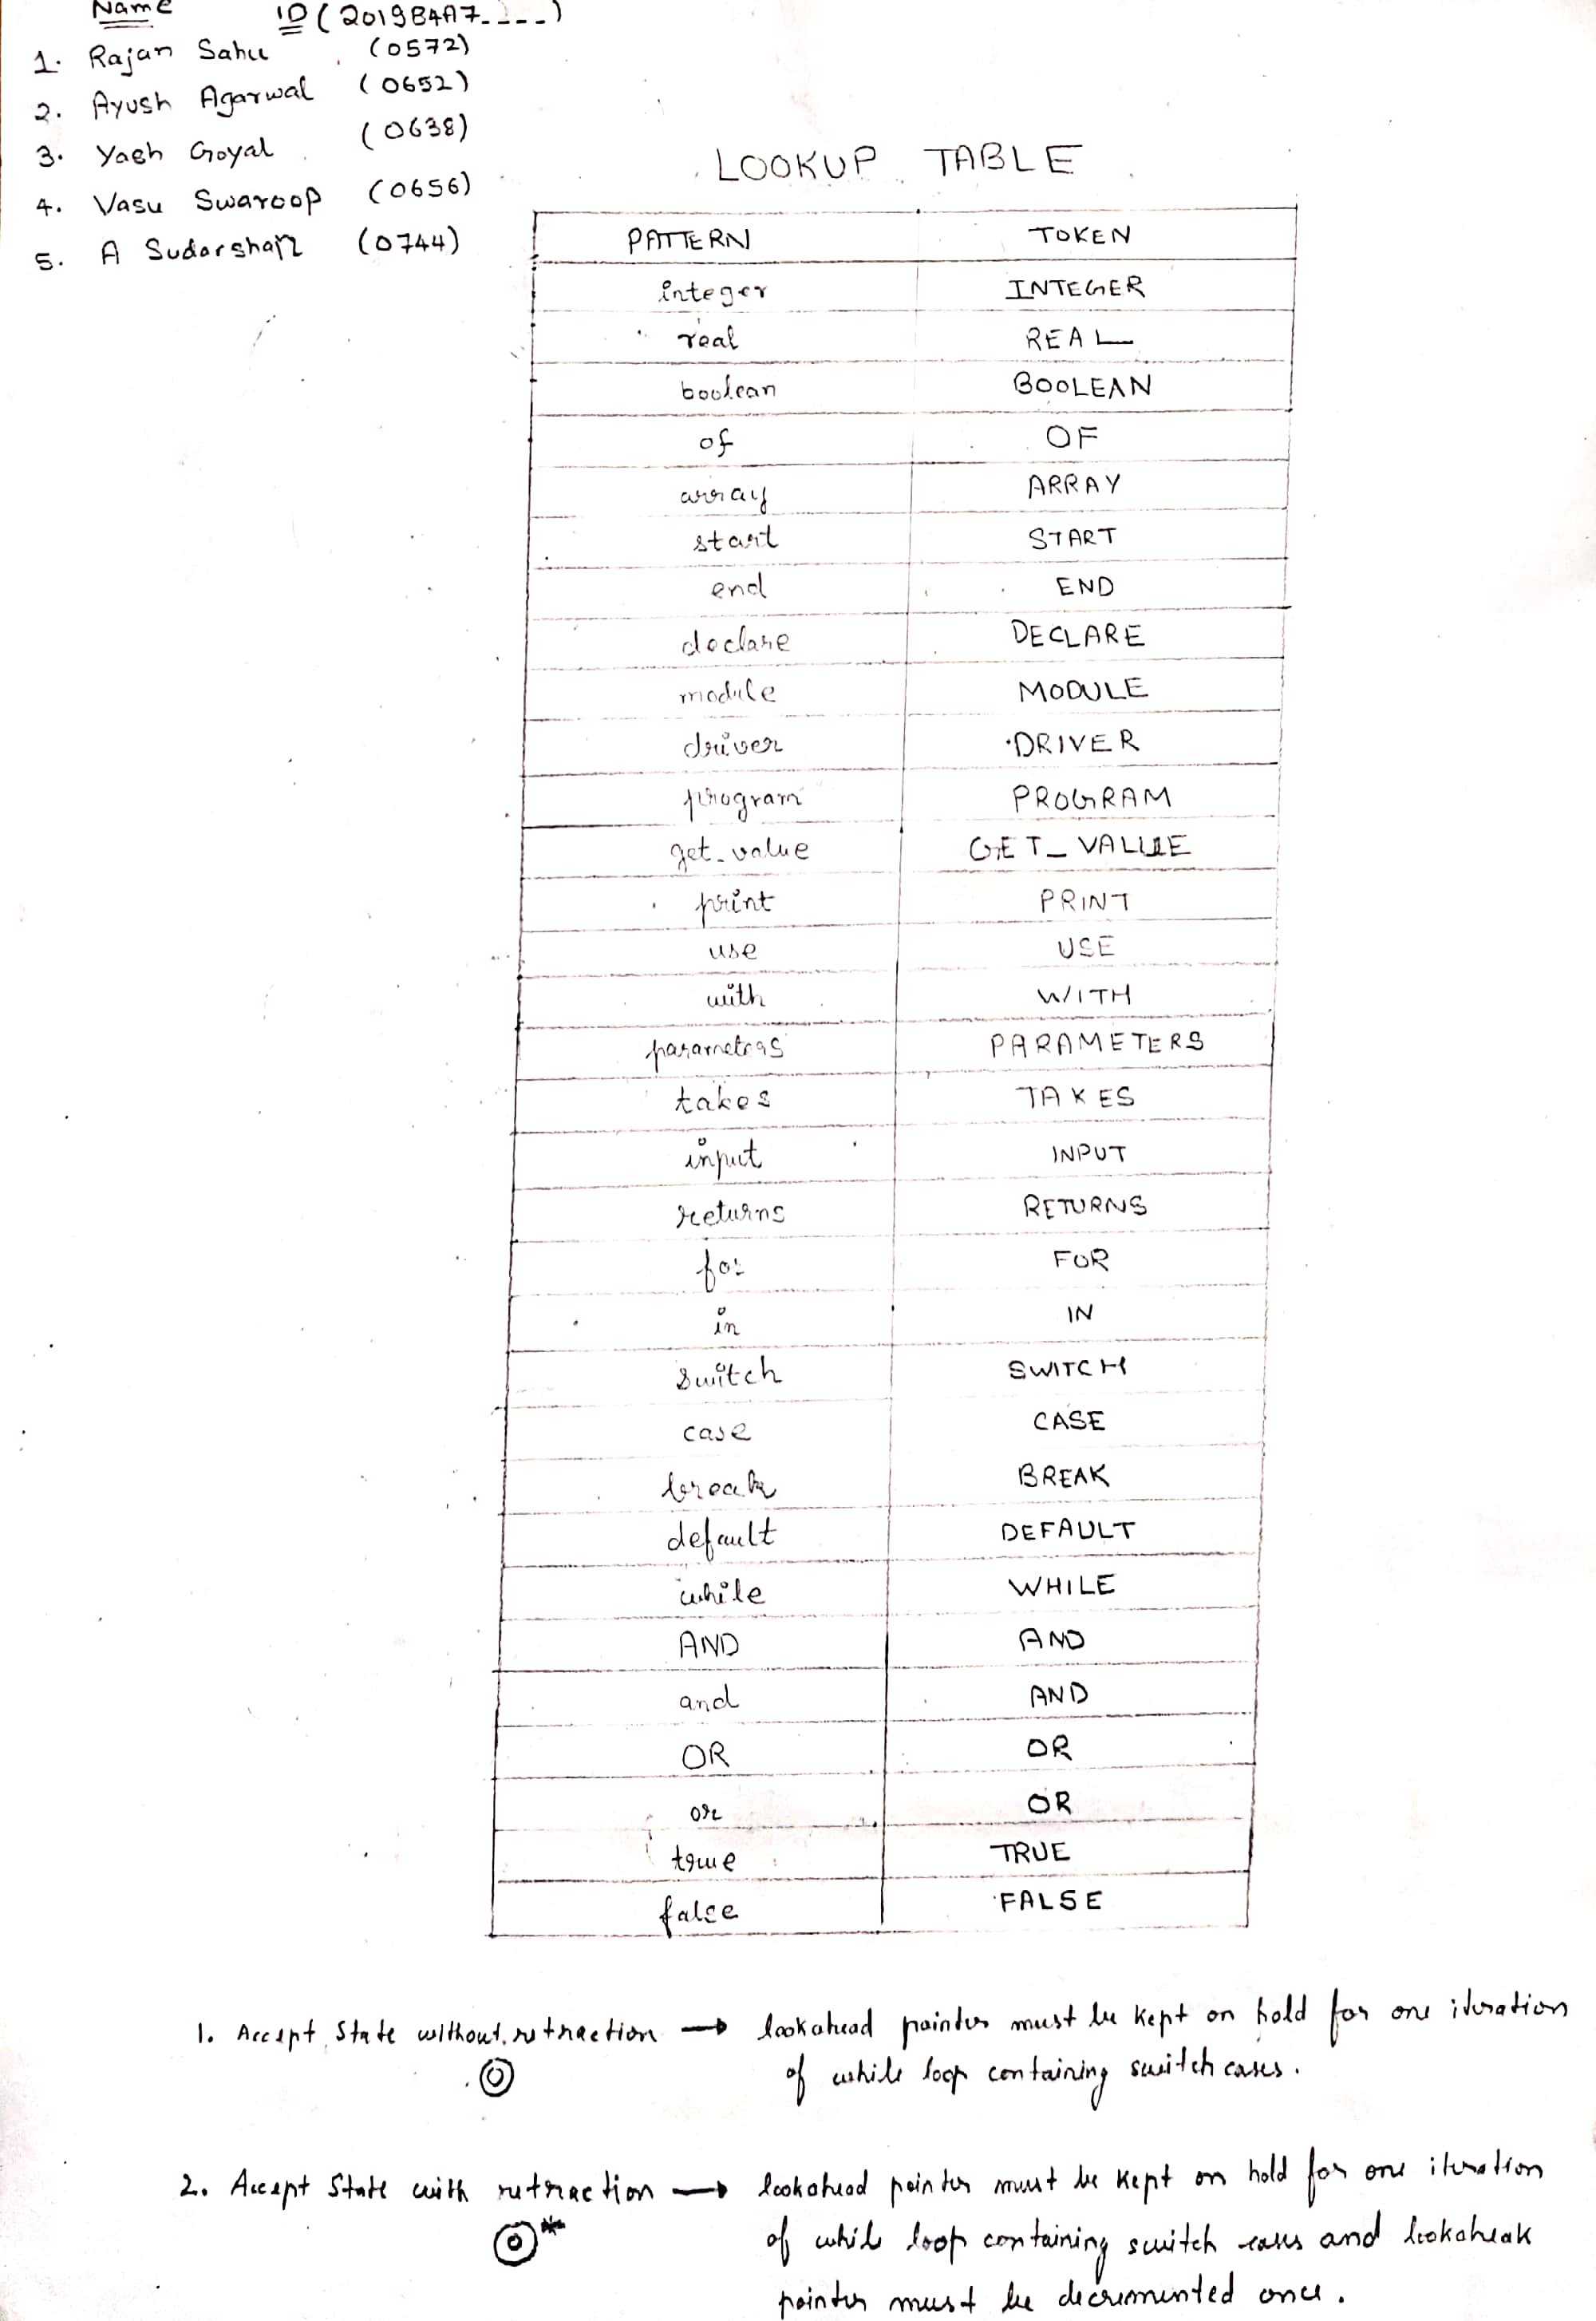 Name ID (2019B4A7----)
1. Rajan Sahu (0572)
2. Ayush Agarwal (0652)
3. Yash Goyal (0638)
4. Vasu Swaroop (0656)
5. A Sudarshan (0744)
LOOKUP TABLE
PATTERN TOKEN
integer INTEGER
real REAL
boolean BOOLEAN
of OF
array ARRAY
start START
end END
declare DECLARE
module MODULE
driver DRIVER
program PROGRAM
get_value GET_VALUE
print PRINT
use USE
with WITH
parameters PARAMETERS
takes TAKES
input INPUT
returns RETURNS
for FOR
in IN
switch SWITCH
case CASE
break BREAK
default DEFAULT
while WHILE
AND AND
and AND
OR OR
or OR
true TRUE
false FALSE
1. Accept State without retraction → lookahead pointer must be kept on hold for one iteration
of while loop containing switch cases.
2. Accept State with retraction → lookahead pointer must be kept on hold for one iteration
*
of while loop containing switch cases and lookaheak
pointer must be decremented once.